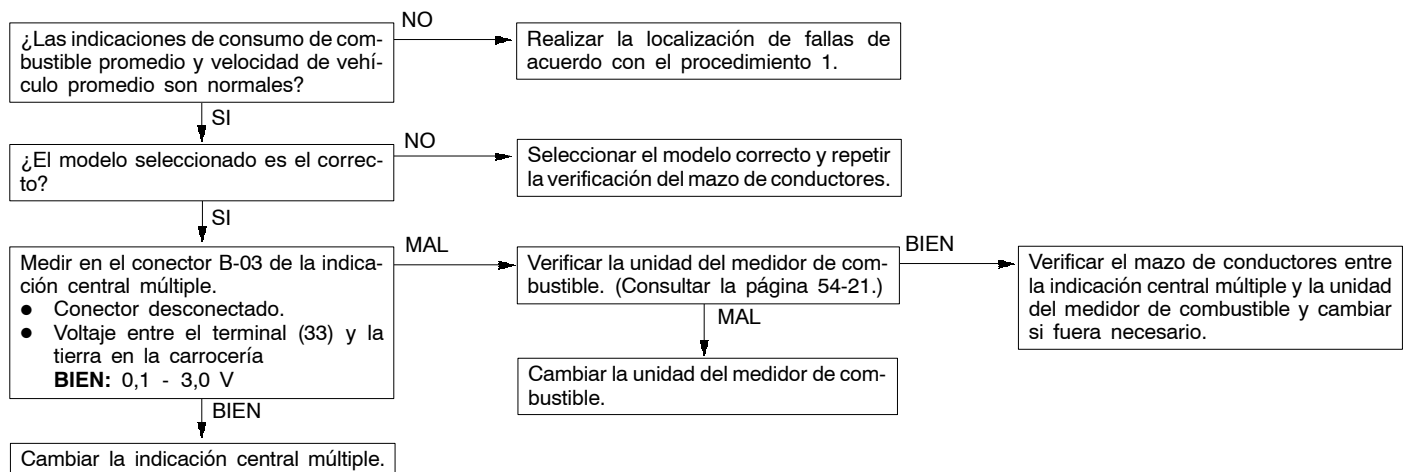 ¿Las indicaciones de consumo de com-
bustible promedio y velocidad de vehí-
culo promedio son normales?
NO
Realizar la localización de fallas de
acuerdo con el procedimiento 1.
SI
¿El modelo seleccionado es el correc-
to?
NO
Seleccionar el modelo correcto y repetir
la verificación del mazo de conductores.
SI
Medir en el conector B-03 de la indica-
ción central múltiple.
● Conector desconectado.
● Voltaje entre el terminal (33) y la
tierra en la carrocería
BIEN: 0,1 - 3,0 V
MAL
Verificar la unidad del medidor de com-
bustible. (Consultar la página 54-21.)
BIEN
Verificar el mazo de conductores entre
la indicación central múltiple y la unidad
del medidor de combustible y cambiar
si fuera necesario.
MAL
Cambiar la unidad del medidor de com-
bustible.
BIEN
Cambiar la indicación central múltiple.